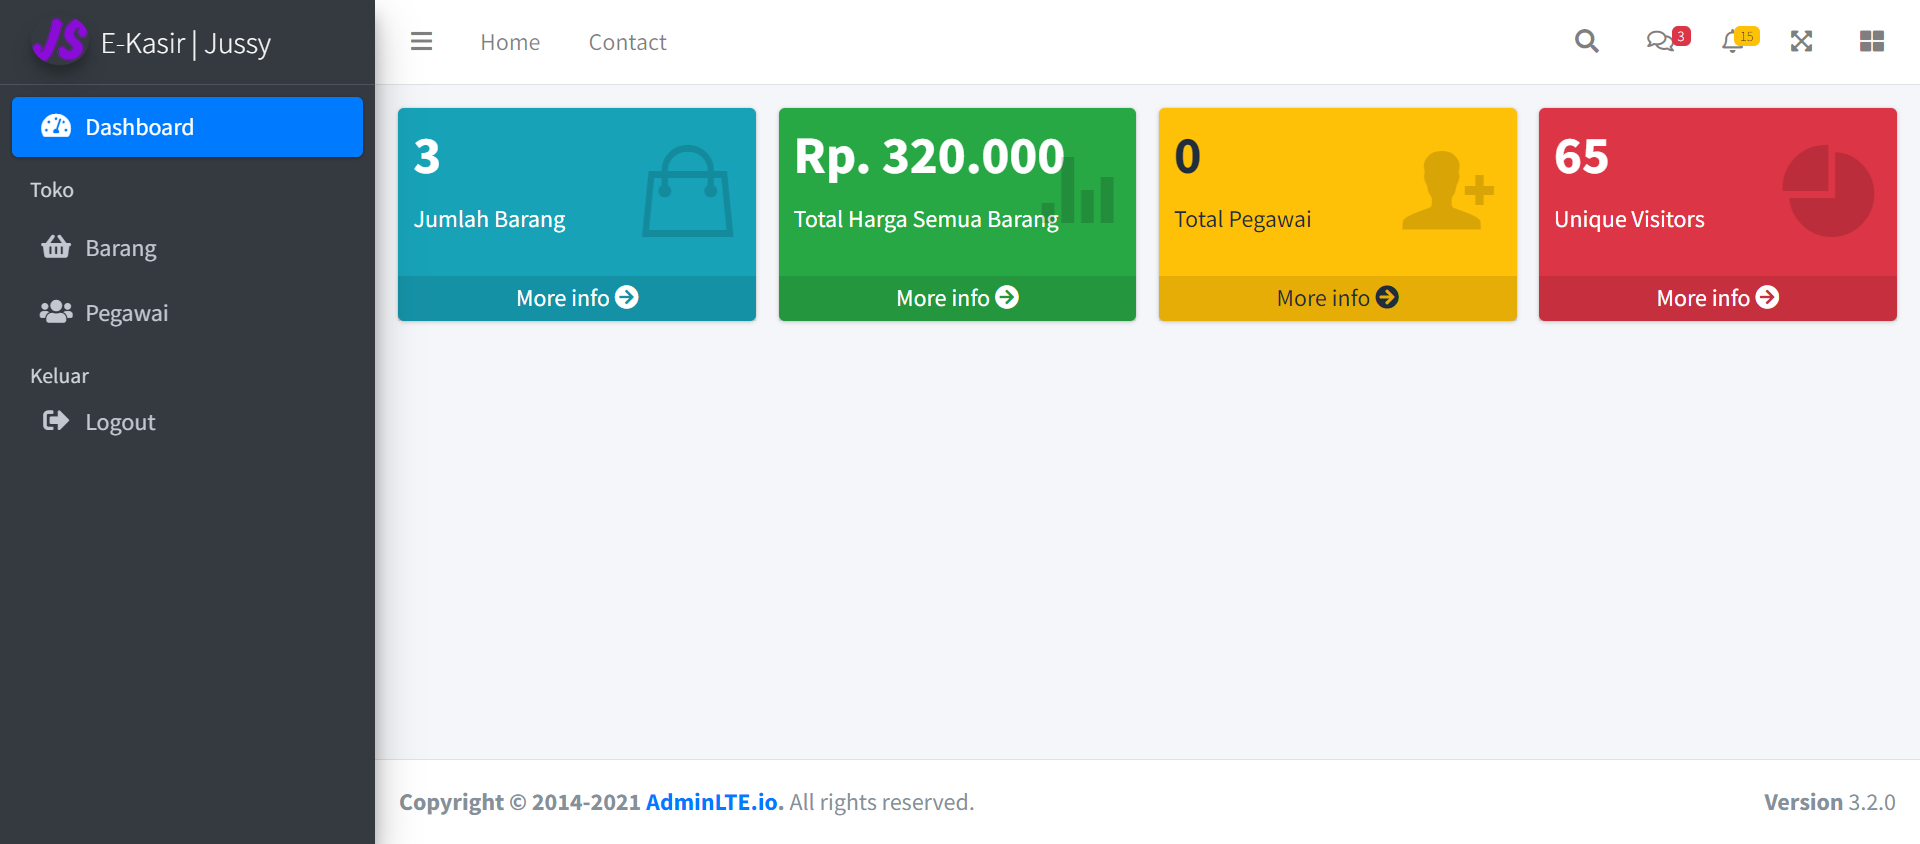 JS E-Kasir | Jussy
Home Contact 3 15
Dashboard
Toko
Barang
Pegawai
Keluar
Logout
3
Jumlah Barang
More info
Rp. 320.000
Total Harga Semua Barang
More info
0
Total Pegawai
More info
65
Unique Visitors
More info
Copyright © 2014-2021 AdminLTE.io. All rights reserved.
Version 3.2.0